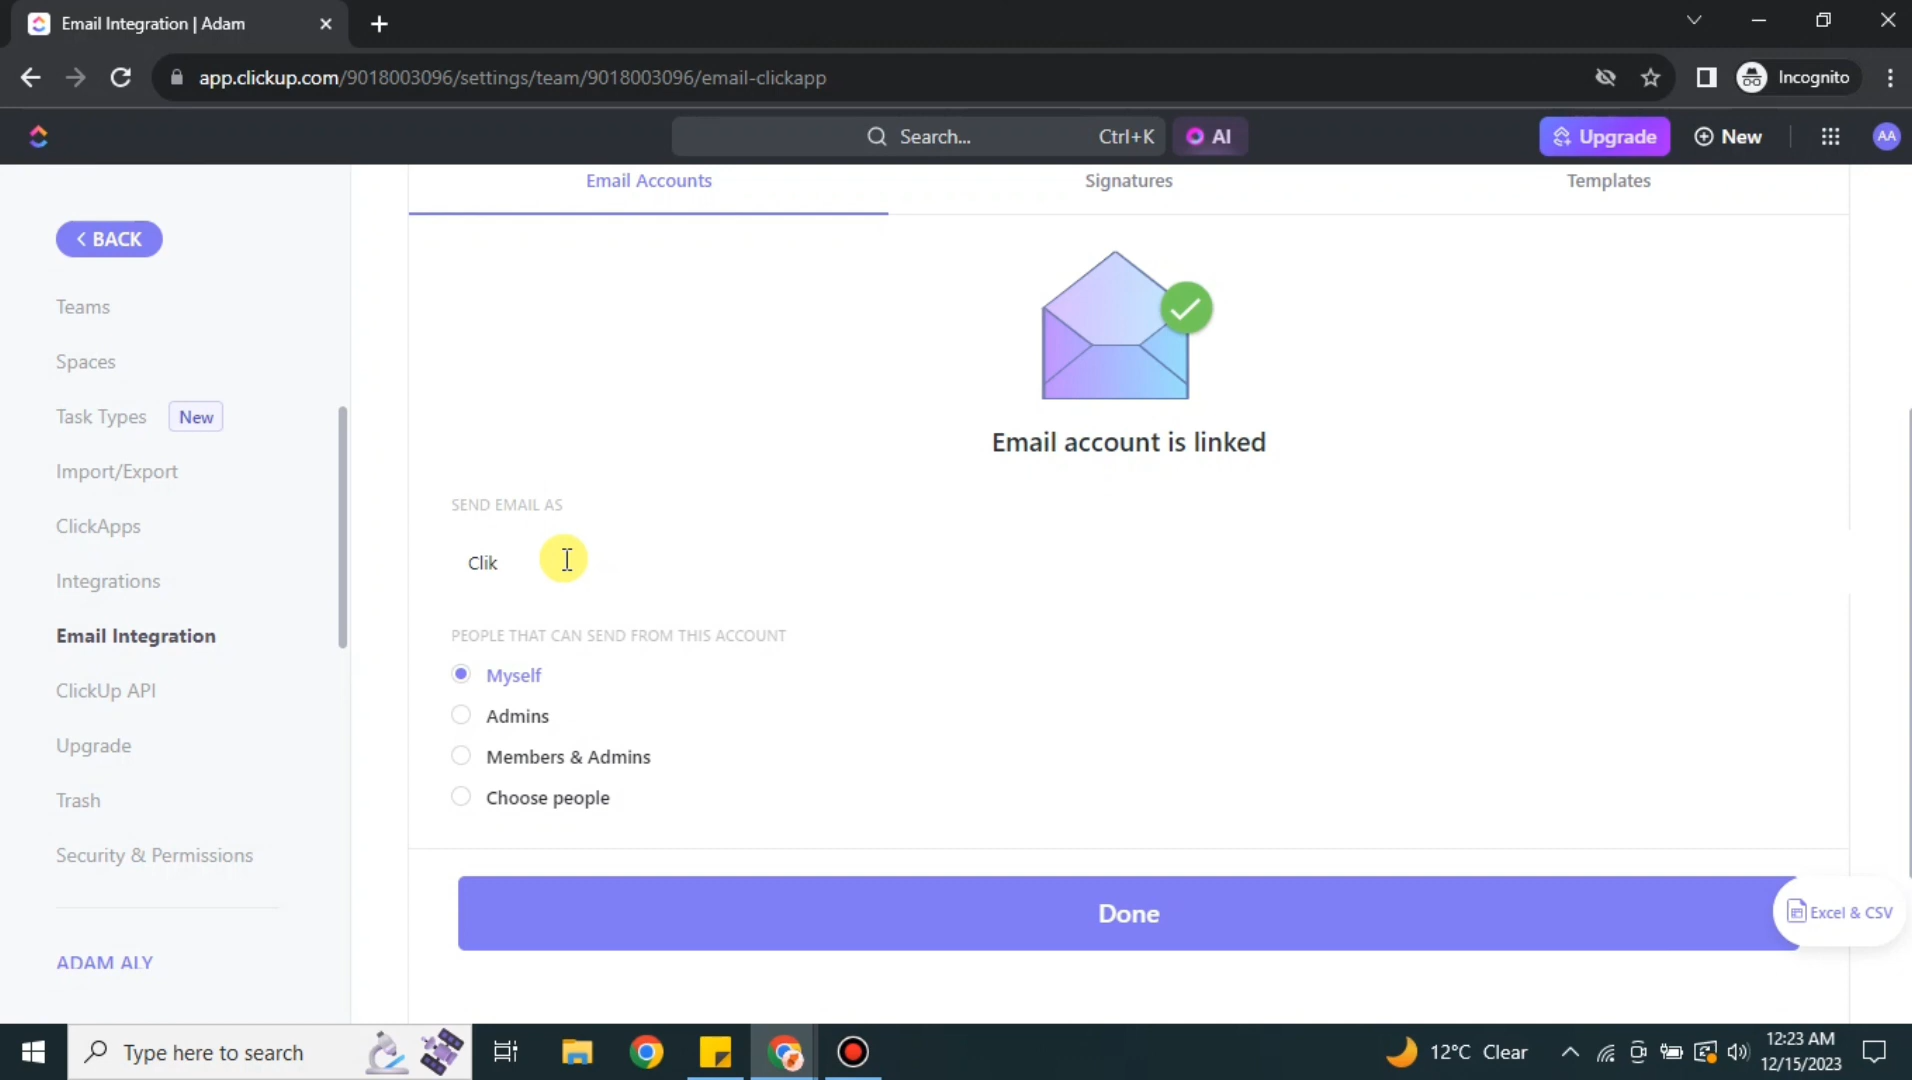 Email Integration | Adam
app.clickup.com/9018003096/settings/team/9018003096/email-clickapp
Incognito
Search...
Ctrl+K
AI
Upgrade
New
AA
Email Accounts
Signatures
Templates
BACK
Teams
Spaces
Task Types New
Import/Export
ClickApps
Integrations
Email Integration
ClickUp API
Upgrade
Trash
Security & Permissions
ADAM ALY
Email account is linked
SEND EMAIL AS
Clik
PEOPLE THAT CAN SEND FROM THIS ACCOUNT
Myself
Admins
Members & Admins
Choose people
Done
Excel & CSV
Type here to search
12°C Clear
12:23 AM
12/15/2023